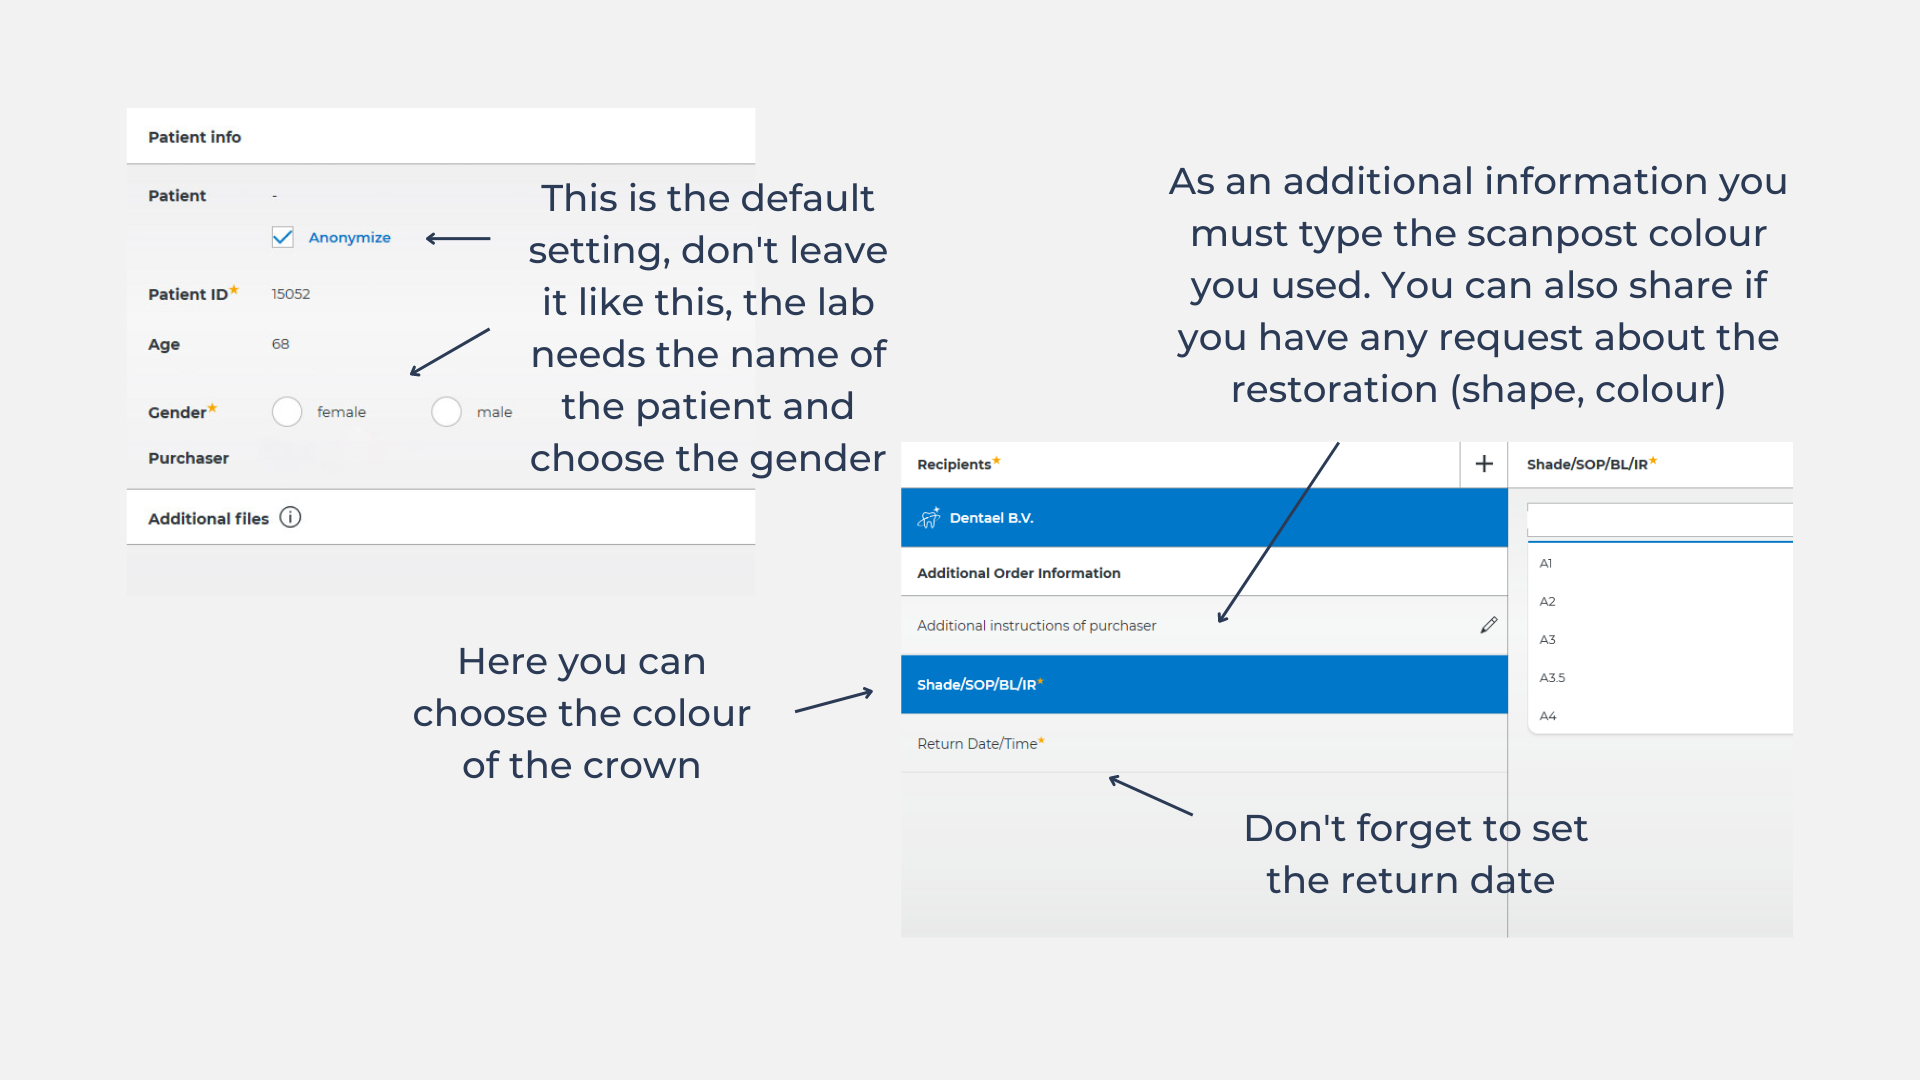 Patient info
Patient -
Anonymize
Patient ID* 15052
Age 68
Gender* female male
Purchaser
Additional files
This is the default
setting, don't leave
it like this, the lab
needs the name of
the patient and
choose the gender
As an additional information you
must type the scanpost colour
you used. You can also share if
you have any request about the
restoration (shape, colour)
Recipients* +
Dentael B.V.
Additional Order Information
Additional instructions of purchaser
Shade/SOP/BL/IR*
Return Date/Time*
Shade/SOP/BL/IR*
A1
A2
A3
A3.5
A4
Here you can
choose the colour
of the crown
Don't forget to set
the return date